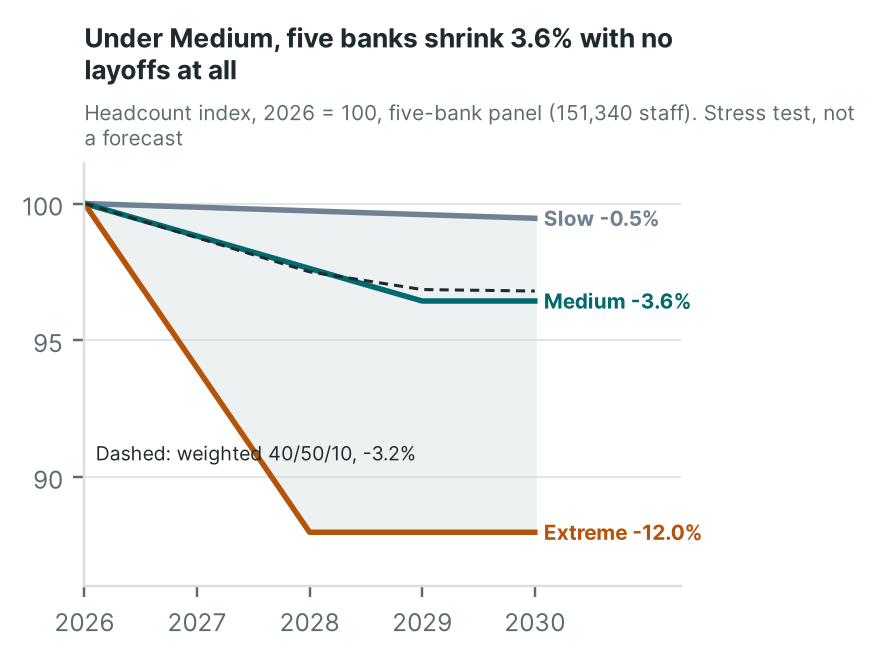 Under Medium, five banks shrink 3.6% with no
layoffs at all
Headcount index, 2026 = 100, five-bank panel (151,340 staff). Stress test, not
a forecast
100
Slow -0.5%
Medium -3.6%
95
Dashed: weighted 40/50/10, -3.2%
90
Extreme -12.0%
2026 2027 2028 2029 2030